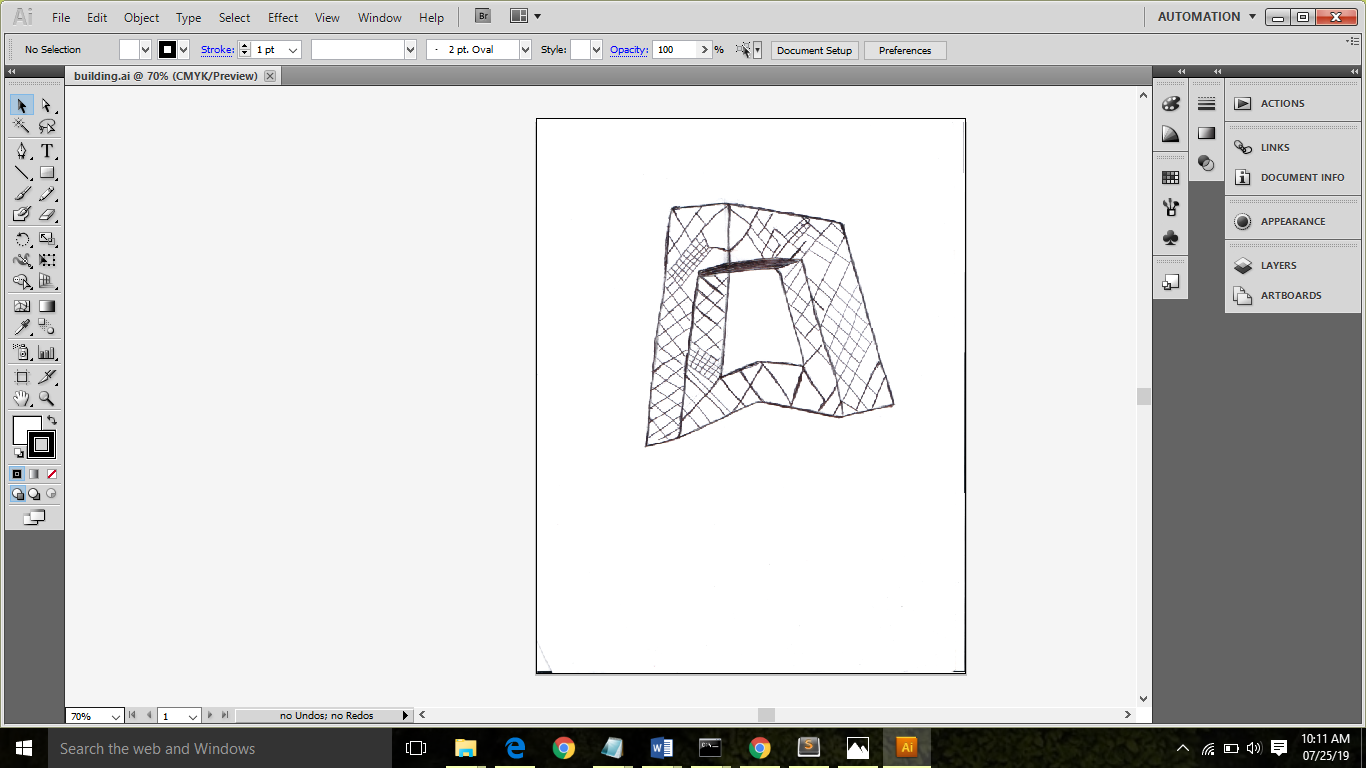 Ai File Edit Object Type Select Effect View Window Help Br AUTOMATION
No Selection Stroke: 1 pt 2 pt. Oval Style: Opacity: 100 % Document Setup Preferences
building.ai @ 70% (CMYK/Preview)
ACTIONS
LINKS
DOCUMENT INFO
APPEARANCE
LAYERS
ARTBOARDS
T
70% 1 no Undos; no Redos
Search the web and Windows
W
S
Ai
10:11 AM
07/25/19